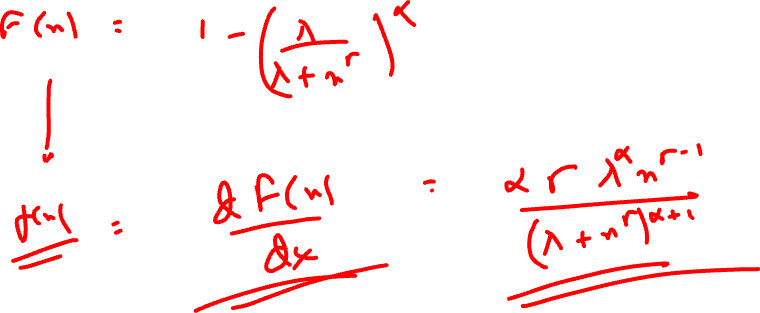 F(x) = 1 - (λ / (λ + x^r))^α
f(x) = ∂F(x) / ∂x = α r λ^α x^(r-1) / (λ + x^r)^(α+1)